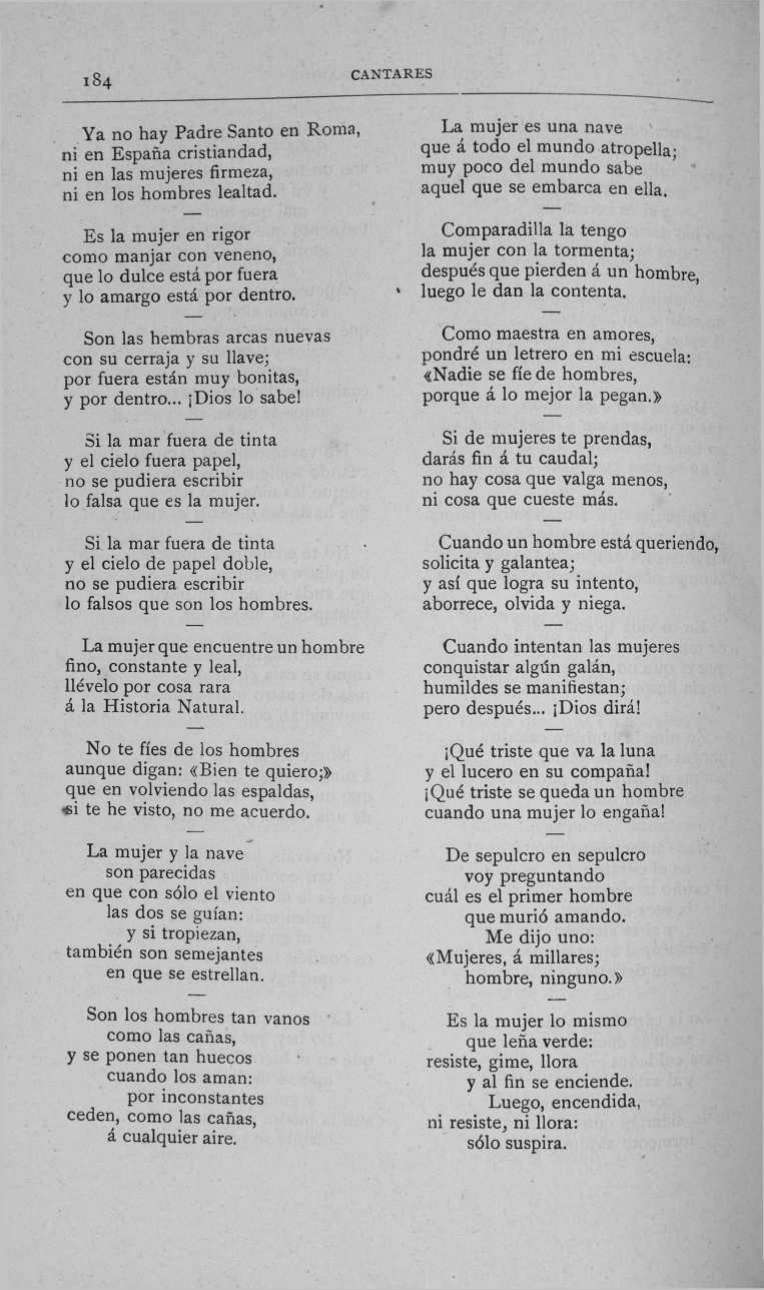 184
CANTARES
Ya no hay Padre Santo en Roma,
ni en España cristiandad,
ni en las mujeres firmeza,
ni en los hombres lealtad.
—
Es la mujer en rigor
como manjar con veneno,
que lo dulce está por fuera
y lo amargo está por dentro.
—
Son las hembras arcas nuevas
con su cerraja y su llave;
por fuera están muy bonitas,
y por dentro... ¡Dios lo sabe!
—
Si la mar fuera de tinta
y el cielo fuera papel,
no se pudiera escribir
lo falsa que es la mujer.
—
Si la mar fuera de tinta
y el cielo de papel doble,
no se pudiera escribir
lo falsos que son los hombres.
—
La mujer que encuentre un hombre
fino, constante y leal,
llévelo por cosa rara
á la Historia Natural.
—
No te fíes de los hombres
aunque digan: «Bien te quiero;»
que en volviendo las espaldas,
si te he visto, no me acuerdo.
—
La mujer y la nave
son parecidas
en que con sólo el viento
las dos se guían:
y si tropiezan,
también son semejantes
en que se estrellan.
—
Son los hombres tan vanos
como las cañas,
y se ponen tan huecos
cuando los aman:
por inconstantes
ceden, como las cañas,
á cualquier aire.
La mujer es una nave
que á todo el mundo atropella;
muy poco del mundo sabe
aquel que se embarca en ella.
—
Comparadilla la tengo
la mujer con la tormenta;
después que pierden á un hombre,
luego le dan la contenta.
—
Como maestra en amores,
pondré un letrero en mi escuela:
«Nadie se fíe de hombres,
porque á lo mejor la pegan.»
—
Si de mujeres te prendas,
darás fin á tu caudal;
no hay cosa que valga menos,
ni cosa que cueste más.
—
Cuando un hombre está queriendo,
solicita y galantea;
y así que logra su intento,
aborrece, olvida y niega.
—
Cuando intentan las mujeres
conquistar algún galán,
humildes se manifiestan;
pero después... ¡Dios dirá!
—
¡Qué triste que va la luna
y el lucero en su compaña!
¡Qué triste se queda un hombre
cuando una mujer lo engaña!
—
De sepulcro en sepulcro
voy preguntando
cuál es el primer hombre
que murió amando.
Me dijo uno:
«Mujeres, á millares;
hombre, ninguno.»
—
Es la mujer lo mismo
que leña verde:
resiste, gime, llora
y al fin se enciende.
Luego, encendida,
ni resiste, ni llora:
sólo suspira.